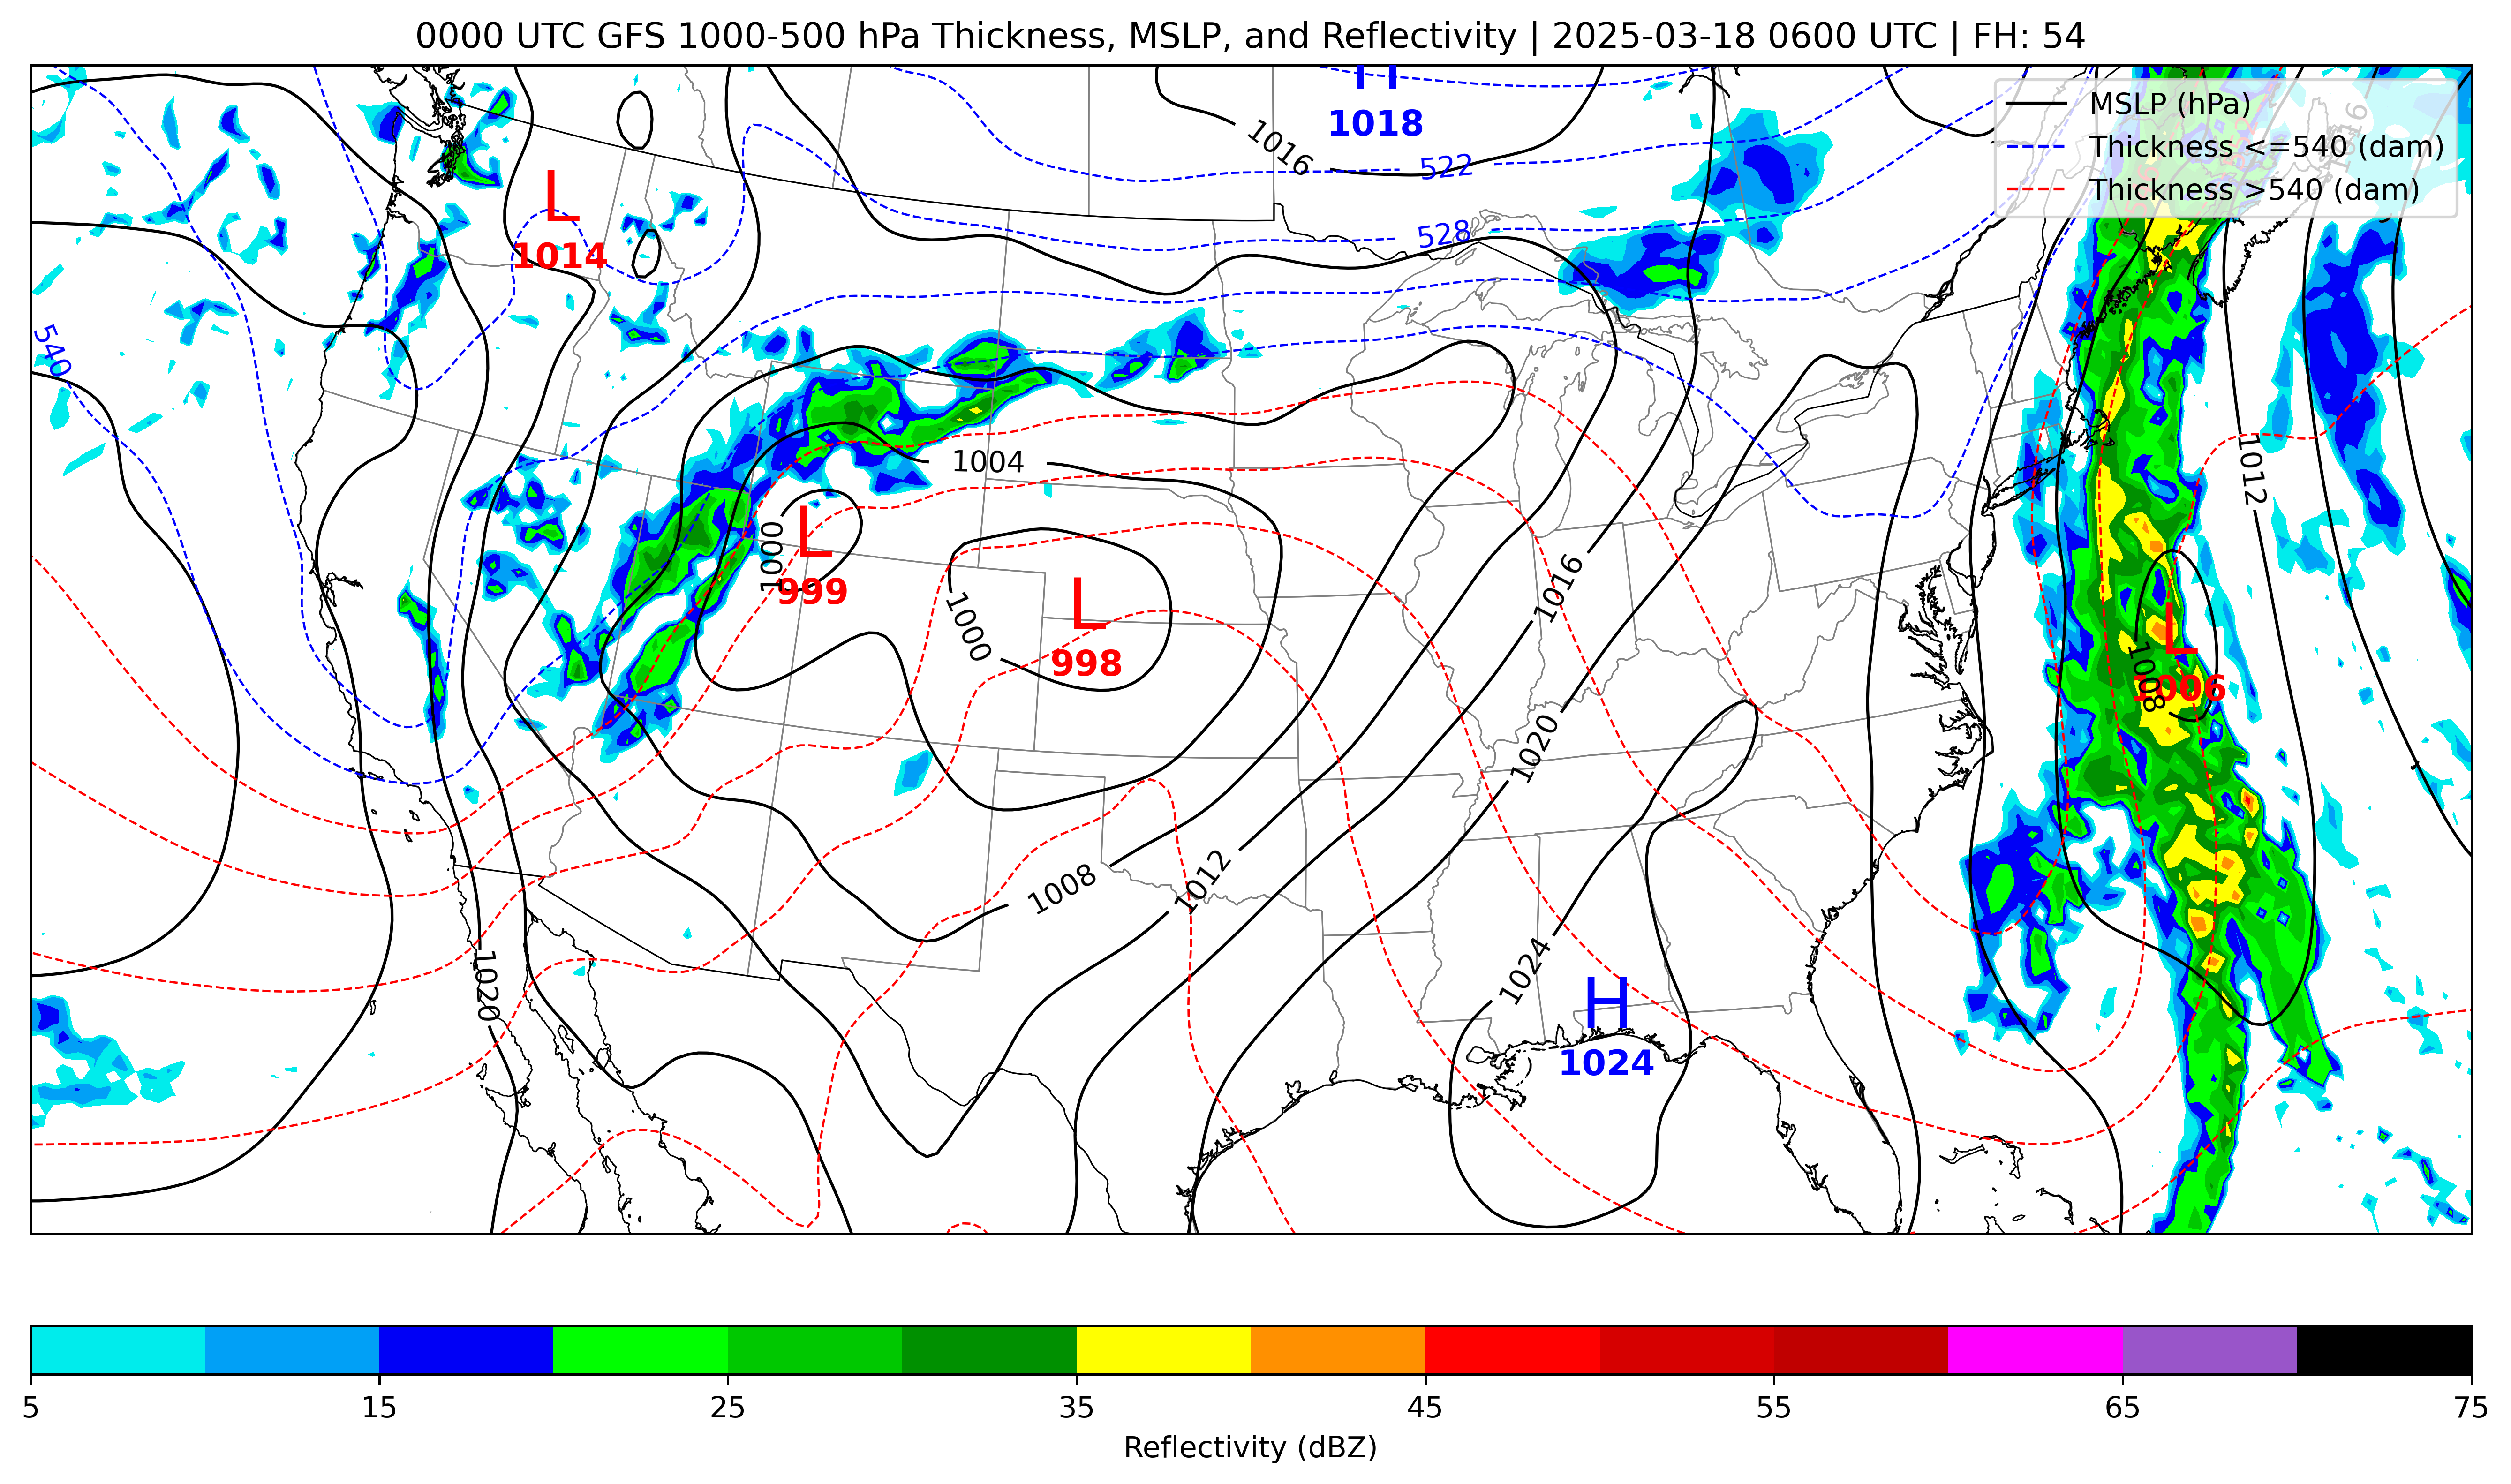 0000 UTC GFS 1000-500 hPa Thickness, MSLP, and Reflectivity | 2025-03-18 0600 UTC | FH: 54
MSLP (hPa)
Thickness <=540 (dam)
Thickness >540 (dam)
H
1018
1016
522
528
L
1014
540
1004
1012
1000
L
999
1000
L
998
1016
L
1006
1008
1020
1008
1012
1020
1024
H
1024
5 15 25 35 45 55 65 75
Reflectivity (dBZ)